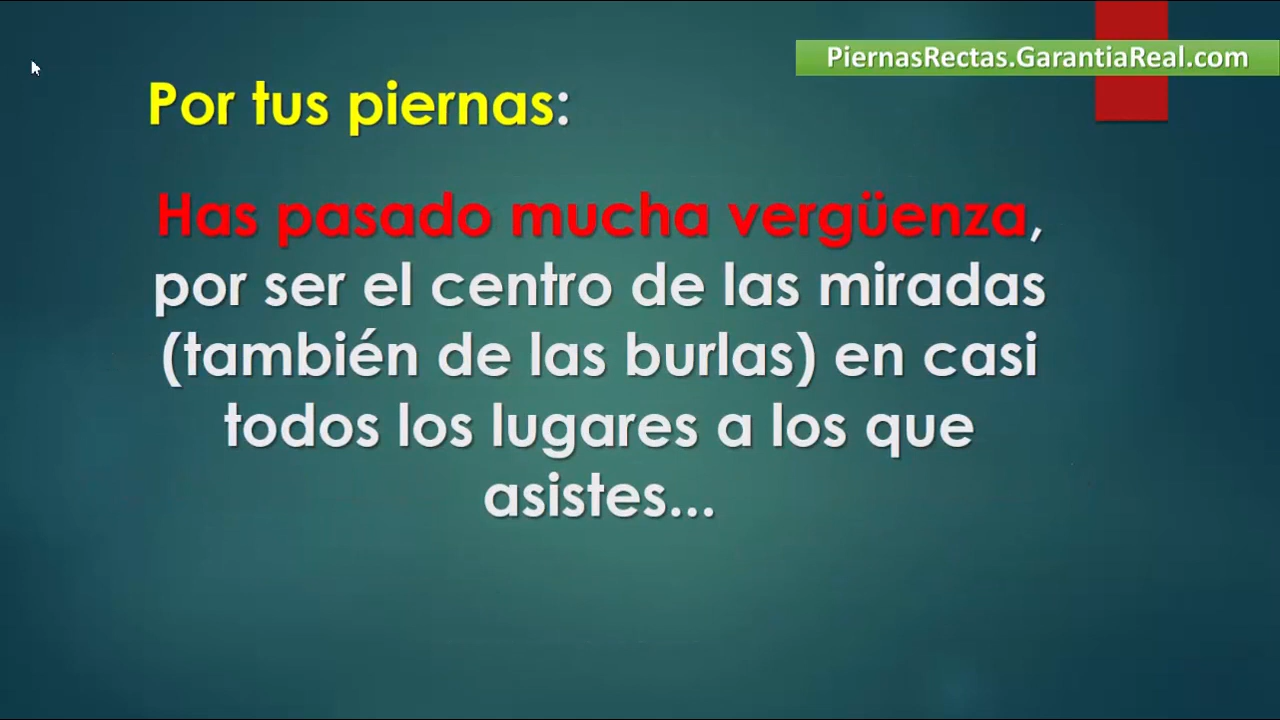 PiernasRectas.GarantiaReal.com
Por tus piernas:
Has pasado mucha vergüenza,
por ser el centro de las miradas
(también de las burlas) en casi
todos los lugares a los que
asistes...